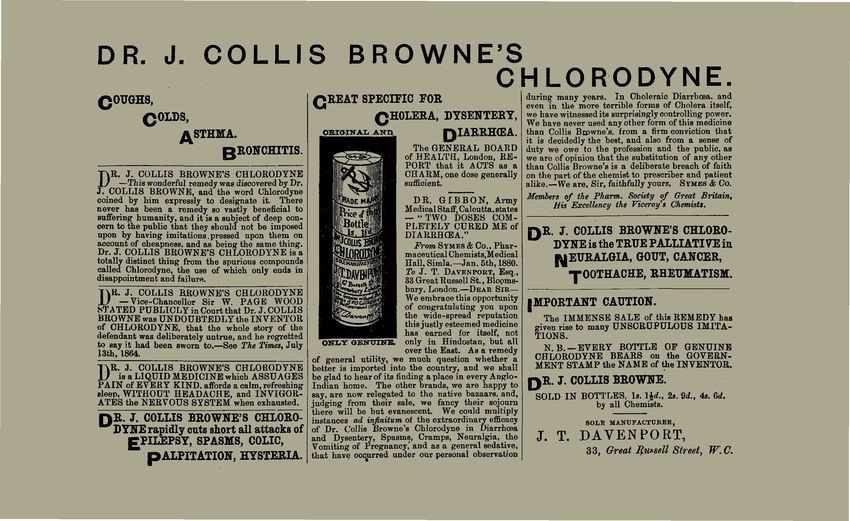 DR. J. COLLIS BROWNE'S
CHLORODYNE.
COUGHS,
COLDS,
ASTHMA.
BRONCHITIS.
DR. J. COLLIS BROWNE'S CHLORODYNE
—This wonderful remedy was discovered by Dr.
J. COLLIS BROWNE, and the word Chlorodyne
coined by him expressly to designate it. There
never has been a remedy so vastly beneficial to
suffering humanity, and it is a subject of deep con-
cern to the public that they should not be imposed
upon by having imitations pressed upon them on
account of cheapness, and as being the same thing.
Dr. J. COLLIS BROWNE'S CHLORODYNE is a
totally distinct thing from the spurious compounds
called Chlorodyne, the use of which only ends in
disappointment and failure.
DR. J. COLLIS BROWNE'S CHLORODYNE
—Vice-Chancellor Sir W. PAGE WOOD
STATED PUBLICLY in Court that Dr. J. COLLIS
BROWNE was UNDOUBTEDLY the INVENTOR
of CHLORODYNE, that the whole story of the
defendant was deliberately untrue, and he regretted
to say it had been sworn to.—See The Times, July
13th, 1864.
DR. J. COLLIS BROWNE'S CHLORODYNE
is a LIQUID MEDICINE which ASSUAGES
PAIN of EVERY KIND, affords a calm, refreshing
sleep, WITHOUT HEADACHE, and INVIGOR-
ATES the NERVOUS SYSTEM when exhausted.
DR. J. COLLIS BROWNE'S CHLORO-
DYNE rapidly cuts short all attacks of
EPILEPSY, SPASMS, COLIC,
PALPITATION, HYSTERIA.
GREAT SPECIFIC FOR
CHOLERA, DYSENTERY,
DIARRHŒA.
ORIGINAL AND
TRADE MARK
Price of this
Bottle
is
Dr J COLLIS BROWNE'S
CHLORODYNE
J.T. DAVENPORT
ONLY GENUINE.
The GENERAL BOARD
of HEALTH, London, RE-
PORT that it ACTS as a
CHARM, one dose generally
sufficient.
DR. GIBBON, Army
Medical Staff, Calcutta, states
—"TWO DOSES COM-
PLETELY CURED ME of
DIARRHŒA."
From SYMES & Co., Phar-
maceutical Chemists, Medical
Hall, Simla.—Jan. 5th, 1880.
To J. T. DAVENPORT, Esq.,
33 Great Russell St., Blooms-
bury, London.—DEAR SIR—
We embrace this opportunity
of congratulating you upon
the wide-spread reputation
this justly esteemed medicine
has earned for itself, not
only in Hindostan, but all
over the East. As a remedy
of general utility, we much question whether a
better is imported into the country, and we shall
be glad to hear of its finding a place in every Anglo-
Indian home. The other brands, we are happy to
say, are now relegated to the native bazaars, and,
judging from their sale, we fancy their sojourn
there will be but evanescent. We could multiply
instances ad infinitum of the extraordinary efficacy
of Dr. Collis Browne's Chlorodyne in Diarrhœa
and Dysentery, Spasms, Cramps, Neuralgia, the
Vomiting of Pregnancy, and as a general sedative,
that have occurred under our personal observation
during many years. In Choleraic Diarrhœa, and
even in the more terrible forms of Cholera itself,
we have witnessed its surprisingly controlling power.
We have never used any other form of this medicine
than Collis Browne's, from a firm conviction that
it is decidedly the best, and also from a sense of
duty we owe to the profession and the public, as
we are of opinion that the substitution of any other
than Collis Browne's is a deliberate breach of faith
on the part of the chemist to prescriber and patient
alike.—We are, Sir, faithfully yours, SYMES & Co.
Members of the Pharm. Society of Great Britain,
His Excellency the Viceroy's Chemists.
DR. J. COLLIS BROWNE'S CHLORO-
DYNE is the TRUE PALLIATIVE in
NEURALGIA, GOUT, CANCER,
TOOTHACHE, RHEUMATISM.
IMPORTANT CAUTION.
The IMMENSE SALE of this REMEDY has
given rise to many UNSCRUPULOUS IMITA-
TIONS.
N.B.—EVERY BOTTLE OF GENUINE
CHLORODYNE BEARS on the GOVERN-
MENT STAMP the NAME of the INVENTOR.
DR. J. COLLIS BROWNE.
SOLD IN BOTTLES, 1s. 1½d., 2s. 9d., 4s. 6d.
by all Chemists.
SOLE MANUFACTURER,
J. T. DAVENPORT,
33, Great Russell Street, W.C.